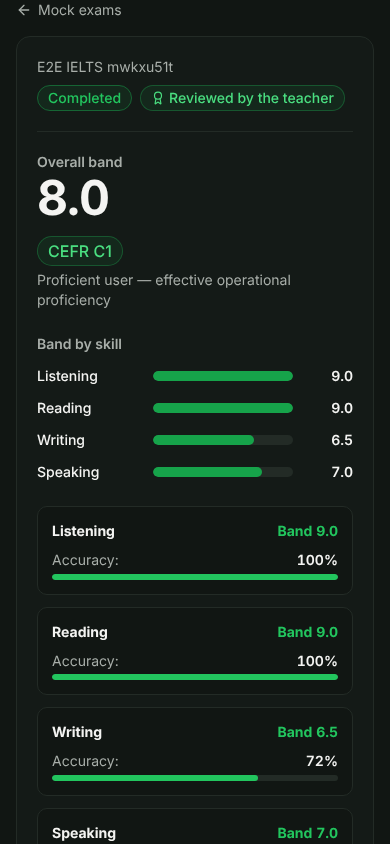 Mock exams
E2E IELTS mwkxu51t
Completed
Reviewed by the teacher
Overall band
8.0
CEFR C1
Proficient user — effective operational
proficiency
Band by skill
Listening 9.0
Reading 9.0
Writing 6.5
Speaking 7.0
Listening Band 9.0
Accuracy: 100%
Reading Band 9.0
Accuracy: 100%
Writing Band 6.5
Accuracy: 72%
Speaking Band 7.0